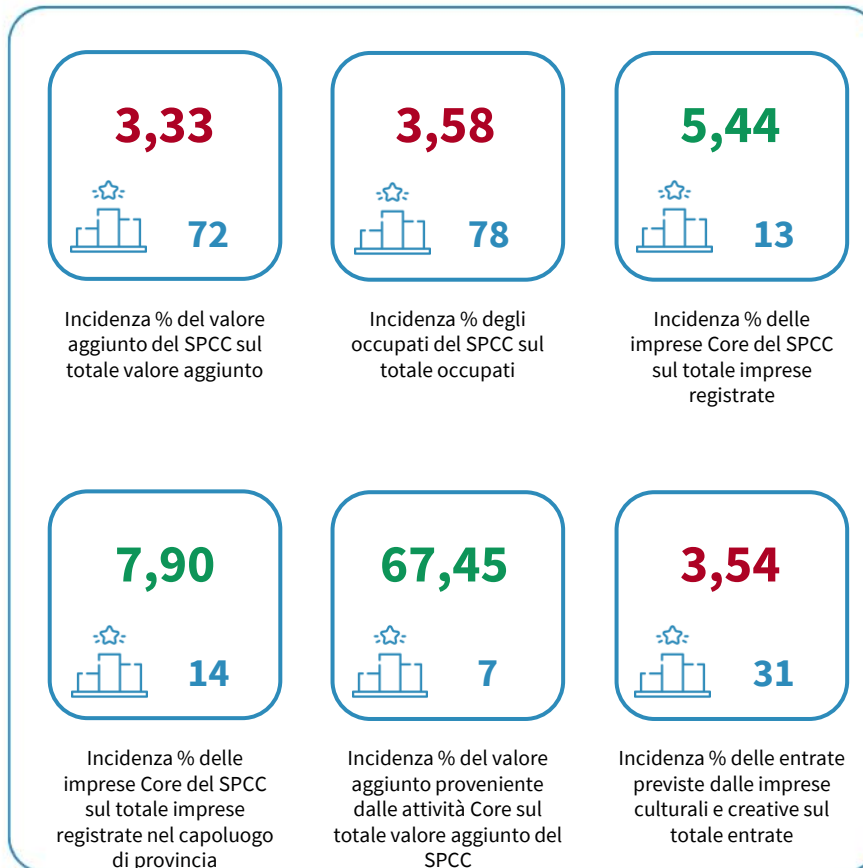 3,33
72
Incidenza % del valore
aggiunto del SPCC sul
totale valore aggiunto
3,58
78
Incidenza % degli
occupati del SPCC sul
totale occupati
5,44
13
Incidenza % delle
imprese Core del SPCC
sul totale imprese
registrate
7,90
14
Incidenza % delle
imprese Core del SPCC
sul totale imprese
registrate nel capoluogo
di provincia
67,45
7
Incidenza % del valore
aggiunto proveniente
dalle attività Core sul
totale valore aggiunto del
SPCC
3,54
31
Incidenza % delle entrate
previste dalle imprese
culturali e creative sul
totale entrate